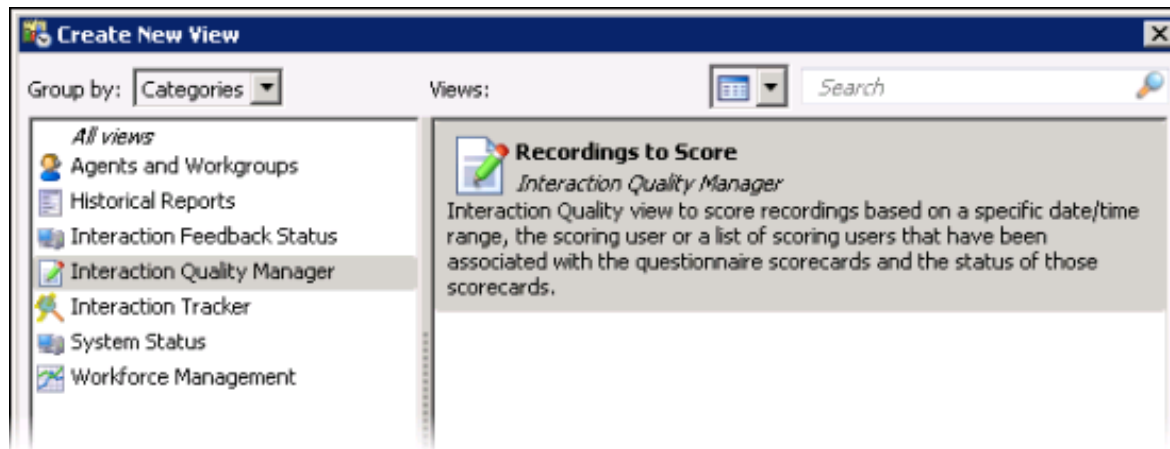 Create New View
Group by: Categories
Views:
Search
All views
Agents and Workgroups
Historical Reports
Interaction Feedback Status
Interaction Quality Manager
Interaction Tracker
System Status
Workforce Management
Recordings to Score
Interaction Quality Manager
Interaction Quality view to score recordings based on a specific date/time
range, the scoring user or a list of scoring users that have been
associated with the questionnaire scorecards and the status of those
scorecards.